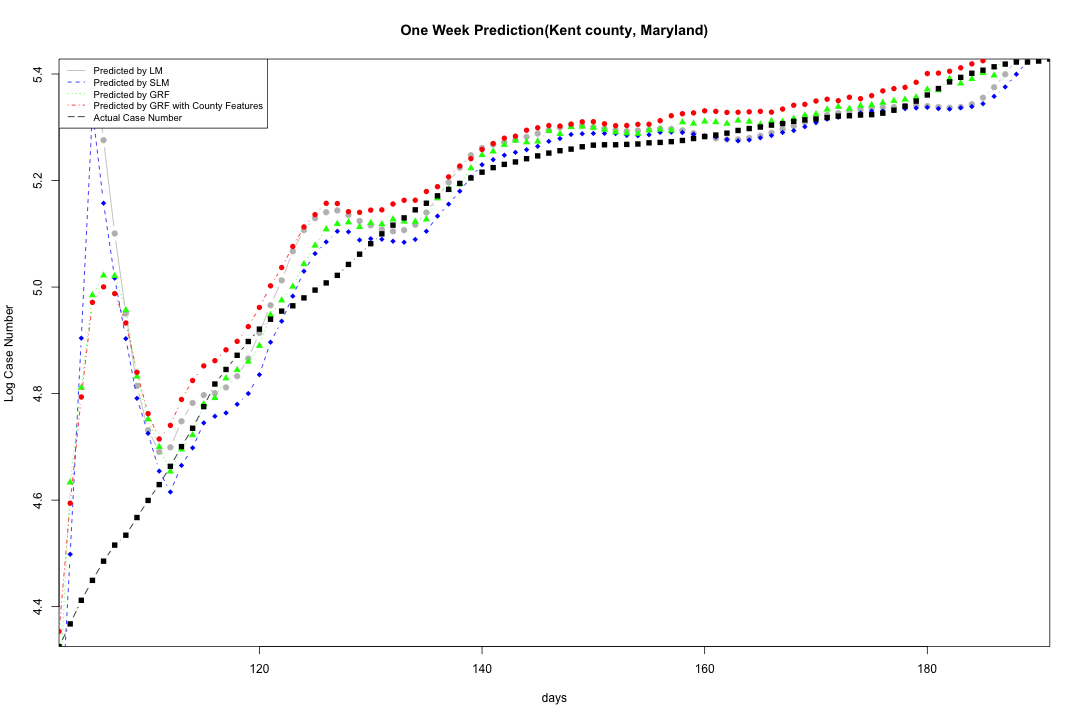 One Week Prediction(Kent county, Maryland)
Predicted by LM
Predicted by SLM
Predicted by GRF
Predicted by GRF with County Features
Actual Case Number
5.4
5.2
5.0
4.8
4.6
4.4
Log Case Number
120 140 160 180
days